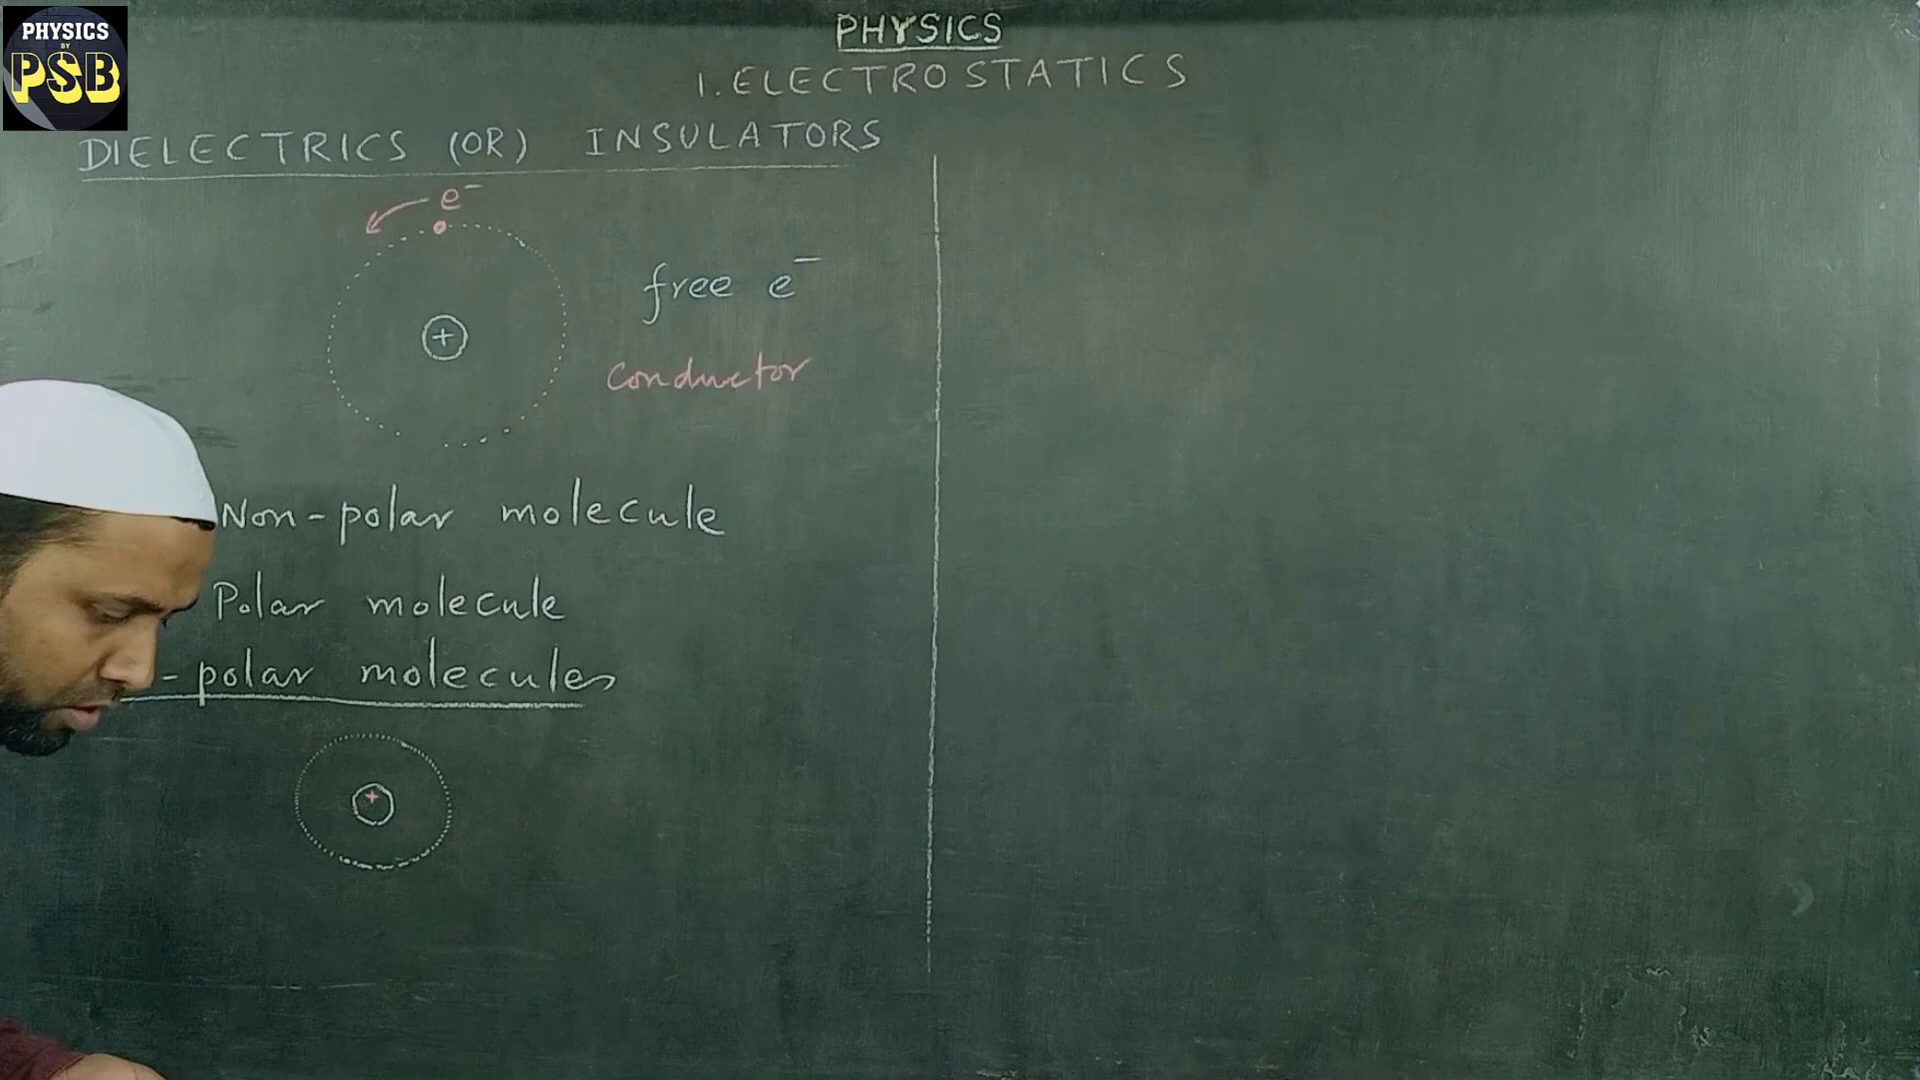 PHYSICS
BY
PSB
PHYSICS
1. ELECTROSTATICS
DIELECTRICS (OR) INSULATORS
e⁻
+
free e⁻
conductor
Non-polar molecule
Polar molecule
-polar molecules
+